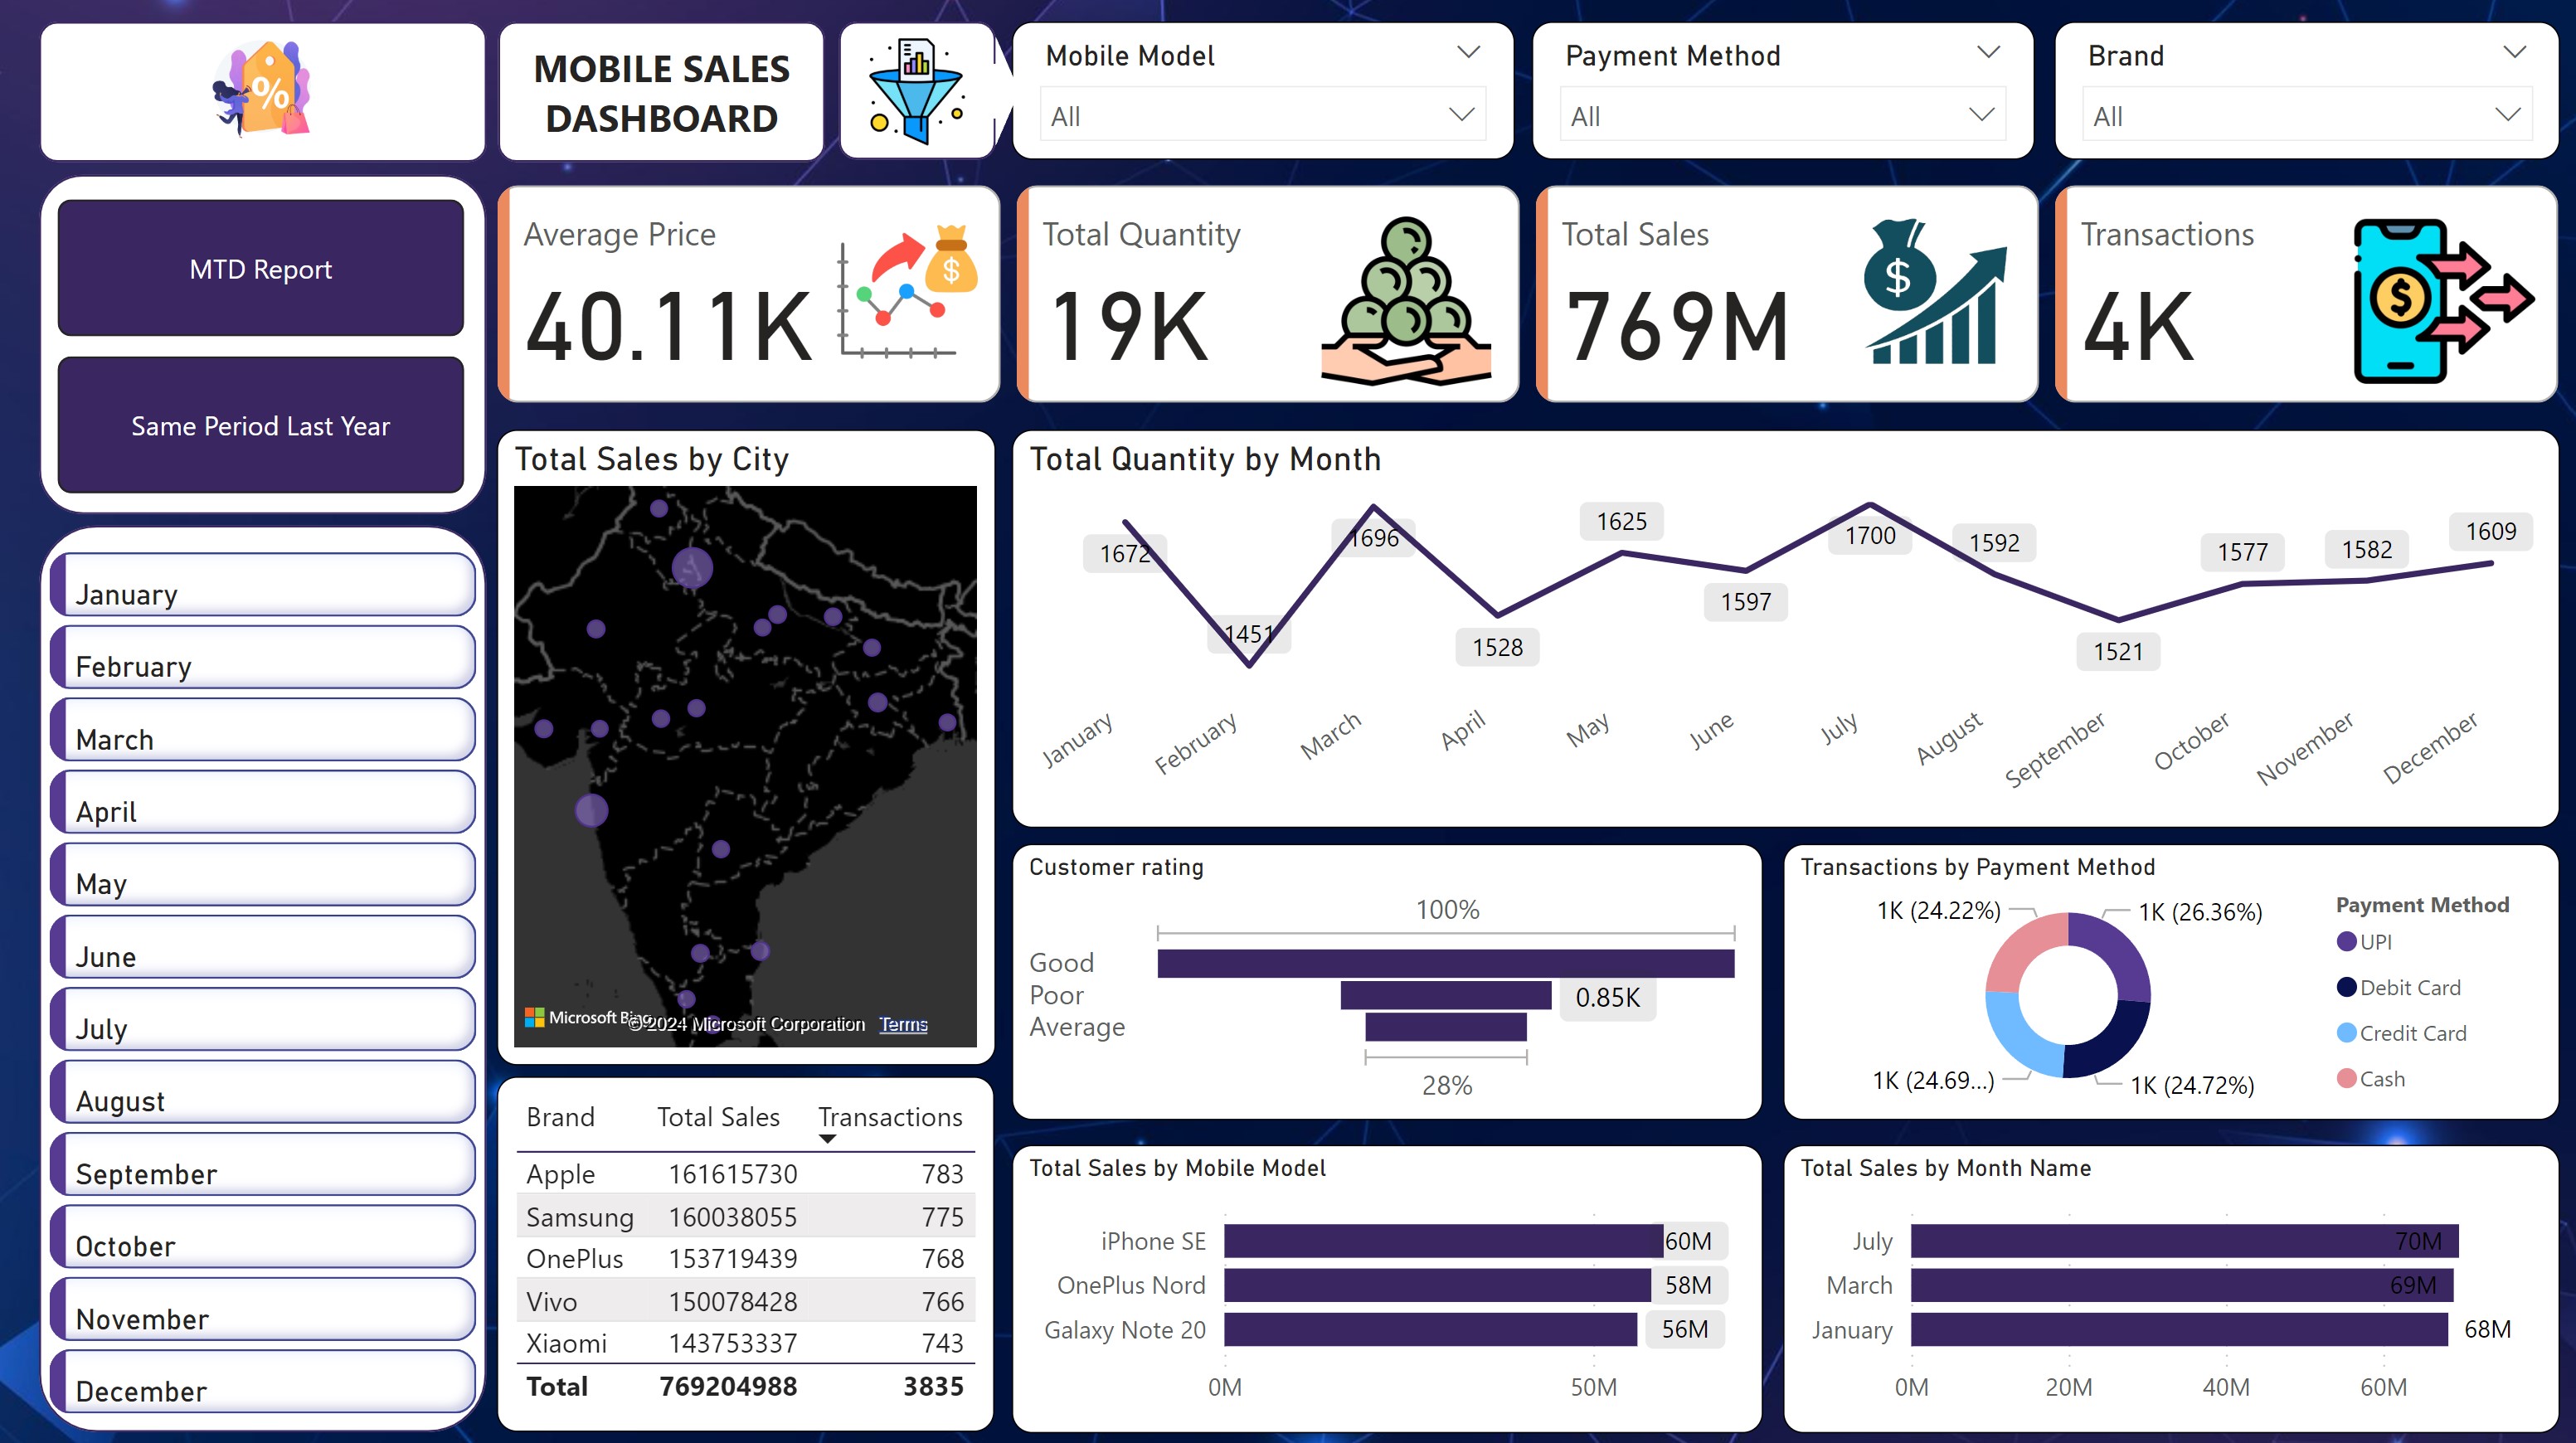 MOBILE SALES
DASHBOARD
Mobile Model
All
Payment Method
All
Brand
All
MTD Report
Same Period Last Year
Average Price
40.11K
Total Quantity
19K
Total Sales
769M
Transactions
4K
January
February
March
April
May
June
July
August
September
October
November
December
Total Sales by City
© 2024 Microsoft Corporation Terms
Microsoft Bing
Total Quantity by Month
1672
1451
1696
1528
1625
1597
1700
1592
1521
1577
1582
1609
January
February
March
April
May
June
July
August
September
October
November
December
Customer rating
100%
Good
Poor
0.85K
Average
28%
Transactions by Payment Method
1K (24.22%)
1K (26.36%)
1K (24.69...)
1K (24.72%)
Payment Method
UPI
Debit Card
Credit Card
Cash
Brand Total Sales Transactions
Apple 161615730 783
Samsung 160038055 775
OnePlus 153719439 768
Vivo 150078428 766
Xiaomi 143753337 743
Total 769204988 3835
Total Sales by Mobile Model
iPhone SE 60M
OnePlus Nord 58M
Galaxy Note 20 56M
0M 50M
Total Sales by Month Name
July 70M
March 69M
January 68M
0M 20M 40M 60M